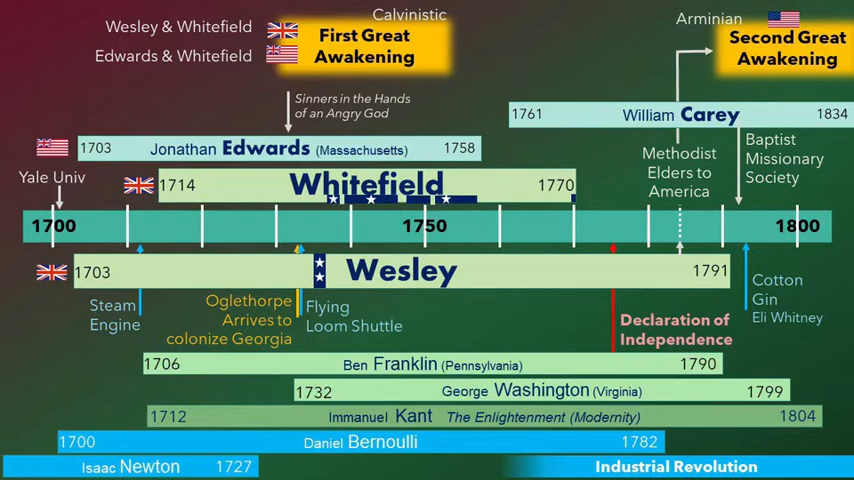 Calvinistic
Wesley & Whitefield
Edwards & Whitefield
First Great
Awakening
Arminian
Second Great
Awakening
Sinners in the Hands
of an Angry God
1761 William Carey 1834
1703 Jonathan Edwards (Massachusetts) 1758
Methodist
Elders to
America
Baptist
Missionary
Society
Yale Univ
1714 Whitefield 1770
1700 1750 1800
1703 Wesley 1791
Steam
Engine
Oglethorpe
Arrives to
colonize Georgia
Flying
Loom Shuttle
Declaration of
Independence
Cotton
Gin
Eli Whitney
1706 Ben Franklin (Pennsylvania) 1790
1732 George Washington (Virginia) 1799
1712 Immanuel Kant The Enlightenment (Modernity) 1804
1700 Daniel Bernoulli 1782
Isaac Newton 1727
Industrial Revolution